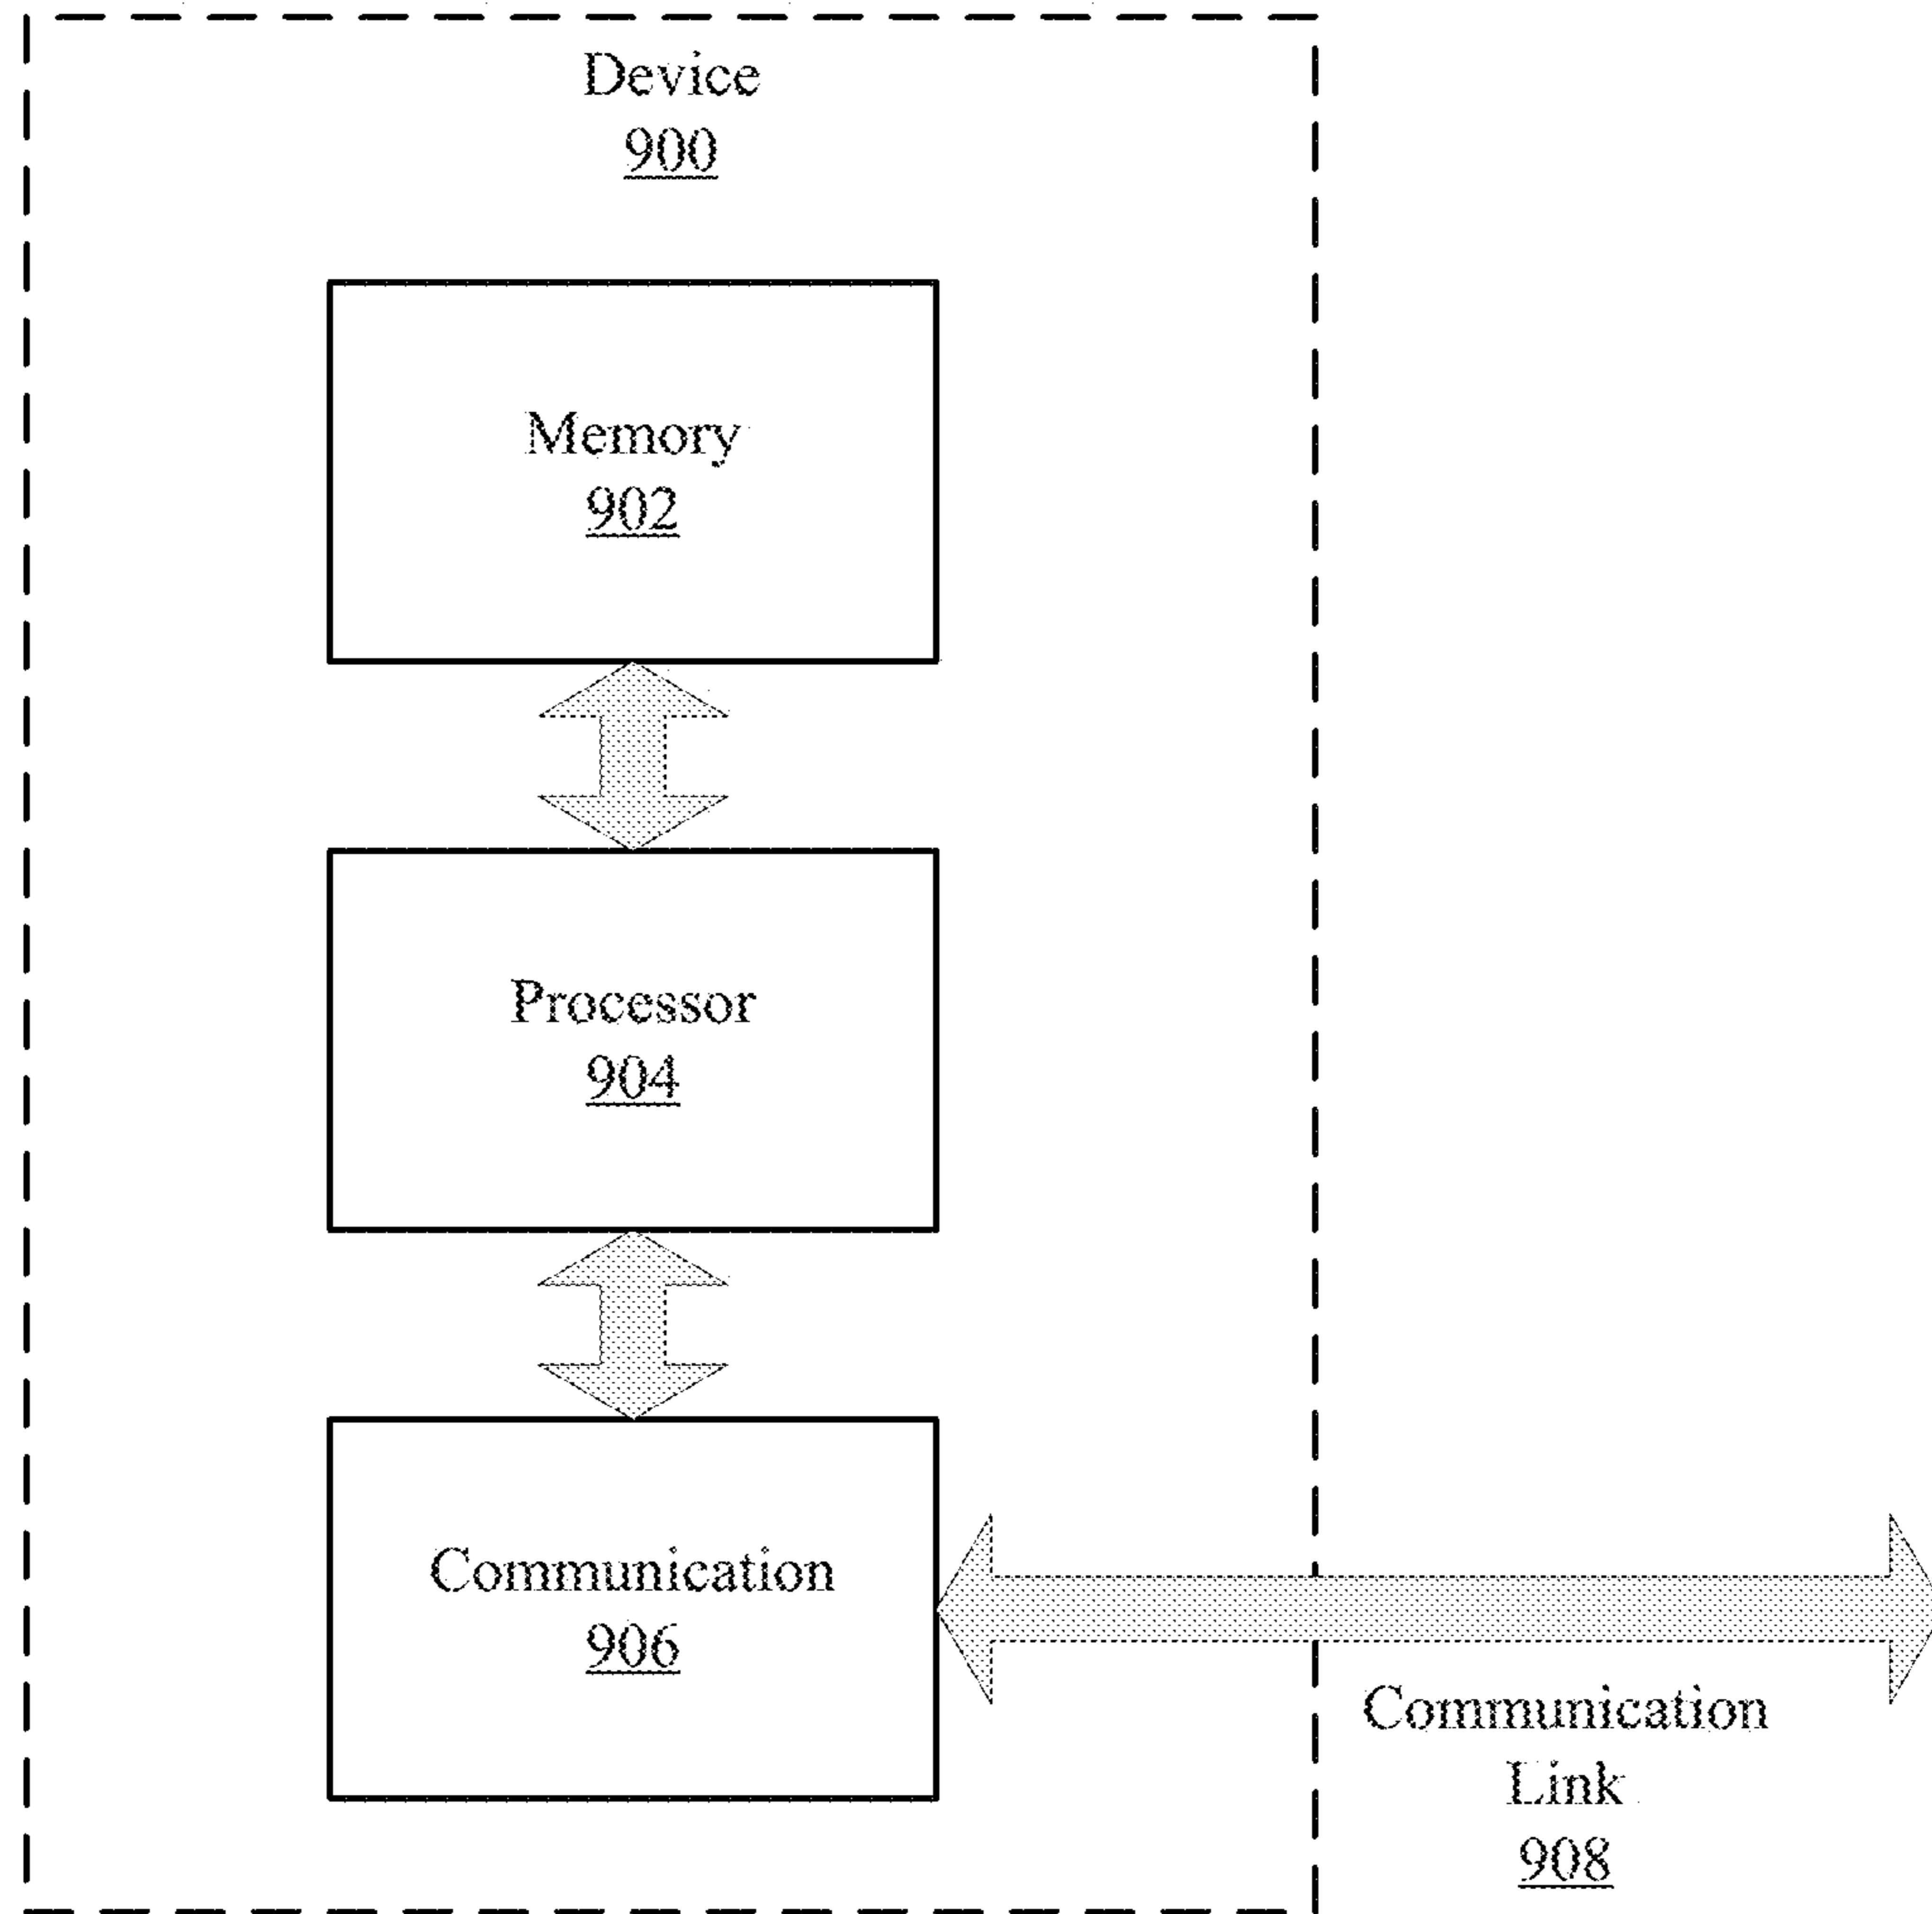 Device
900
Memory
902
Processor
904
Communication
906
Communication
Link
908